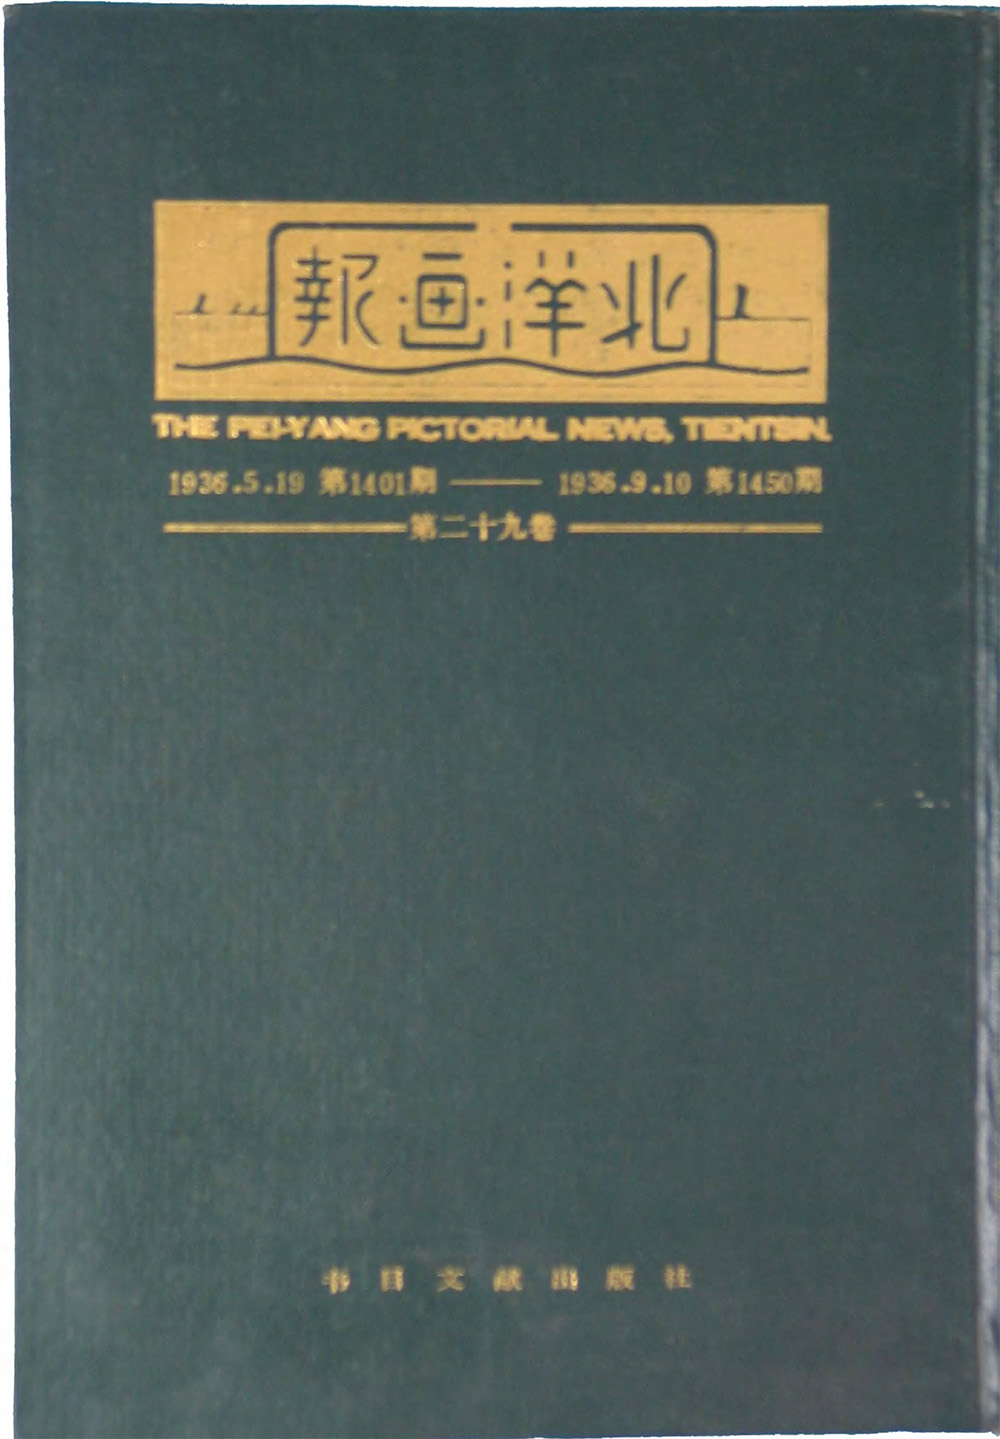 北洋画報
THE PEI-YANG PICTORIAL NEWS, TIENTSIN.
1936.5.19 第1401期 —— 1936.9.10 第1450期
第二十九卷
书目文献出版社